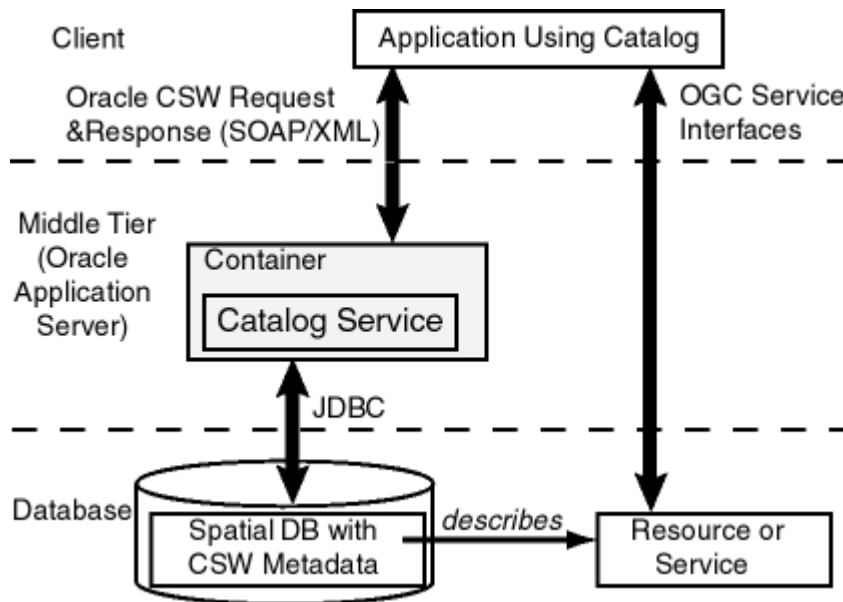 Client
Application Using Catalog
Oracle CSW Request
&Response (SOAP/XML)
OGC Service
Interfaces
Middle Tier
(Oracle
Application
Server)
Container
Catalog Service
JDBC
Database
Spatial DB with
CSW Metadata
describes
Resource or
Service